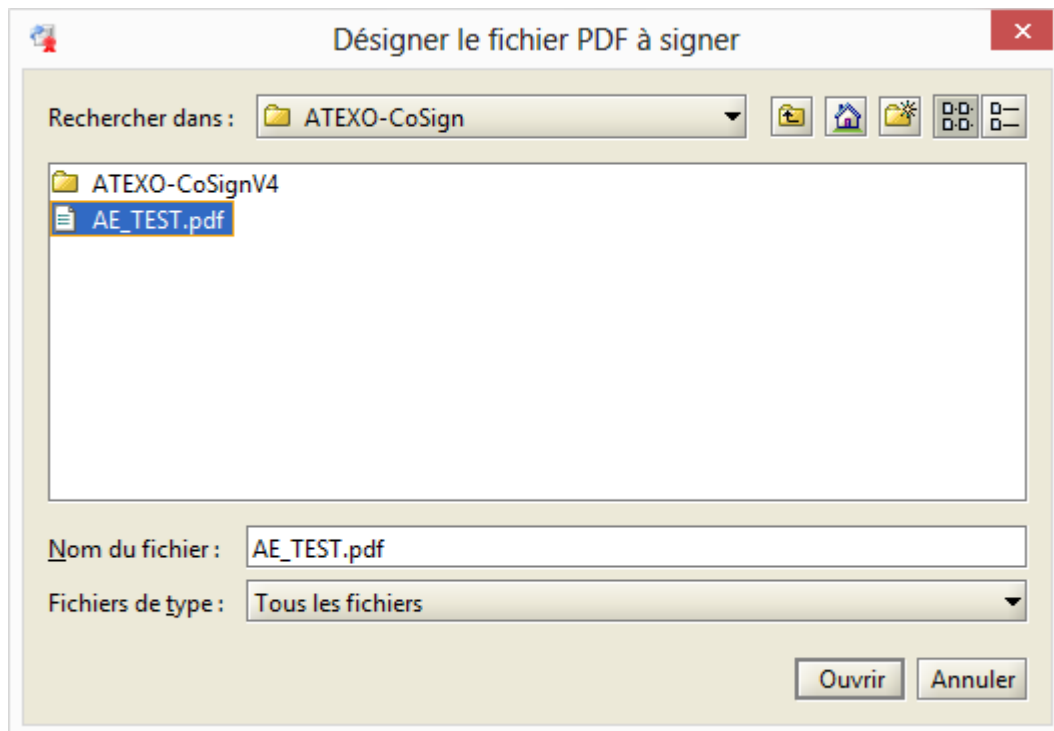 Désigner le fichier PDF à signer
Rechercher dans : ATEXO-CoSign
ATEXO-CoSignV4
AE_TEST.pdf
Nom du fichier : AE_TEST.pdf
Fichiers de type : Tous les fichiers
Ouvrir Annuler